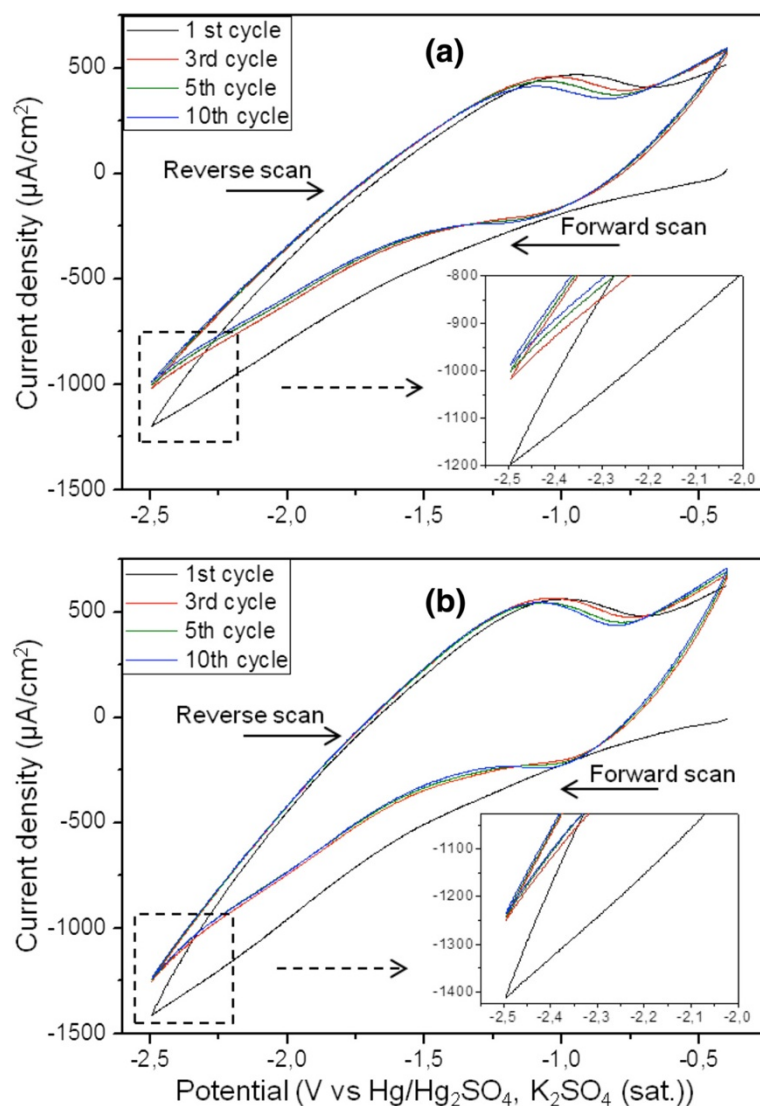 (a)
1 st cycle
3rd cycle
5th cycle
10th cycle
Reverse scan
Forward scan
Current density (µA/cm²)
500
0
-500
-1000
-1500
-2,5
-2,0
-1,5
-1,0
-0,5
-800
-900
-1000
-1100
-1200
-2,5 -2,4 -2,3 -2,2 -2,1 -2,0
(b)
1st cycle
3rd cycle
5th cycle
10th cycle
Reverse scan
Forward scan
Current density (µA/cm²)
500
0
-500
-1000
-1500
-2,5
-2,0
-1,5
-1,0
-0,5
-1100
-1200
-1300
-1400
-2,5 -2,4 -2,3 -2,2 -2,1 -2,0
Potential (V vs Hg/Hg₂SO₄, K₂SO₄ (sat.))